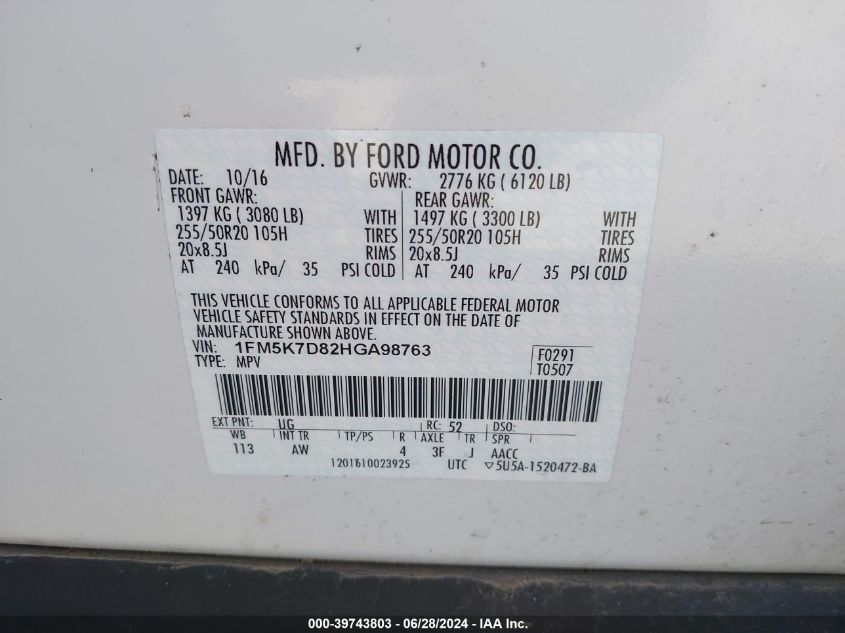 MFD. BY FORD MOTOR CO.
DATE: 10/16 GVWR: 2776 KG ( 6120 LB)
FRONT GAWR: REAR GAWR:
1397 KG ( 3080 LB) WITH 1497 KG ( 3300 LB) WITH
255/50R20 105H TIRES 255/50R20 105H TIRES
20x8.5J RIMS 20x8.5J RIMS
AT 240 kPa/ 35 PSI COLD AT 240 kPa/ 35 PSI COLD
THIS VEHICLE CONFORMS TO ALL APPLICABLE FEDERAL MOTOR
VEHICLE SAFETY STANDARDS IN EFFECT ON THE DATE OF
MANUFACTURE SHOWN ABOVE.
VIN: 1FM5K7D82HGA98763 F0291
TYPE: MPV T0507
EXT PNT: UG RC: 52 DSO:
WB INT TR TP/PS R AXLE TR SPR
113 AW 4 3F J AACC
1201610023925 UTC ▽5U5A-1520472-BA
000-39743803 - 06/28/2024 - IAA Inc.